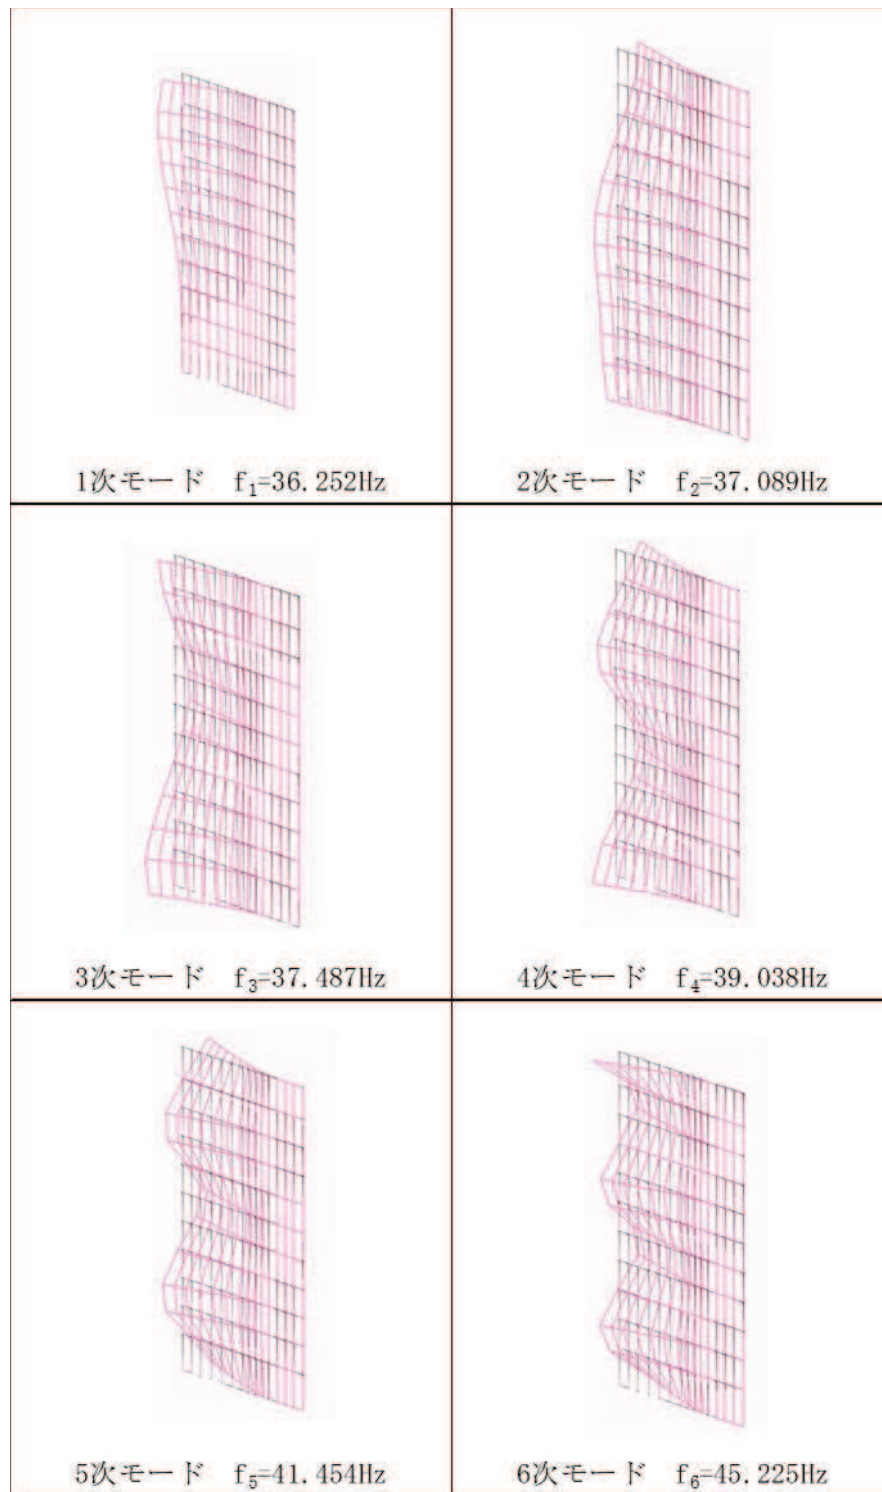 1次モード f₁=36.252Hz
2次モード f₂=37.089Hz
3次モード f₃=37.487Hz
4次モード f₄=39.038Hz
5次モード f₅=41.454Hz
6次モード f₆=45.225Hz